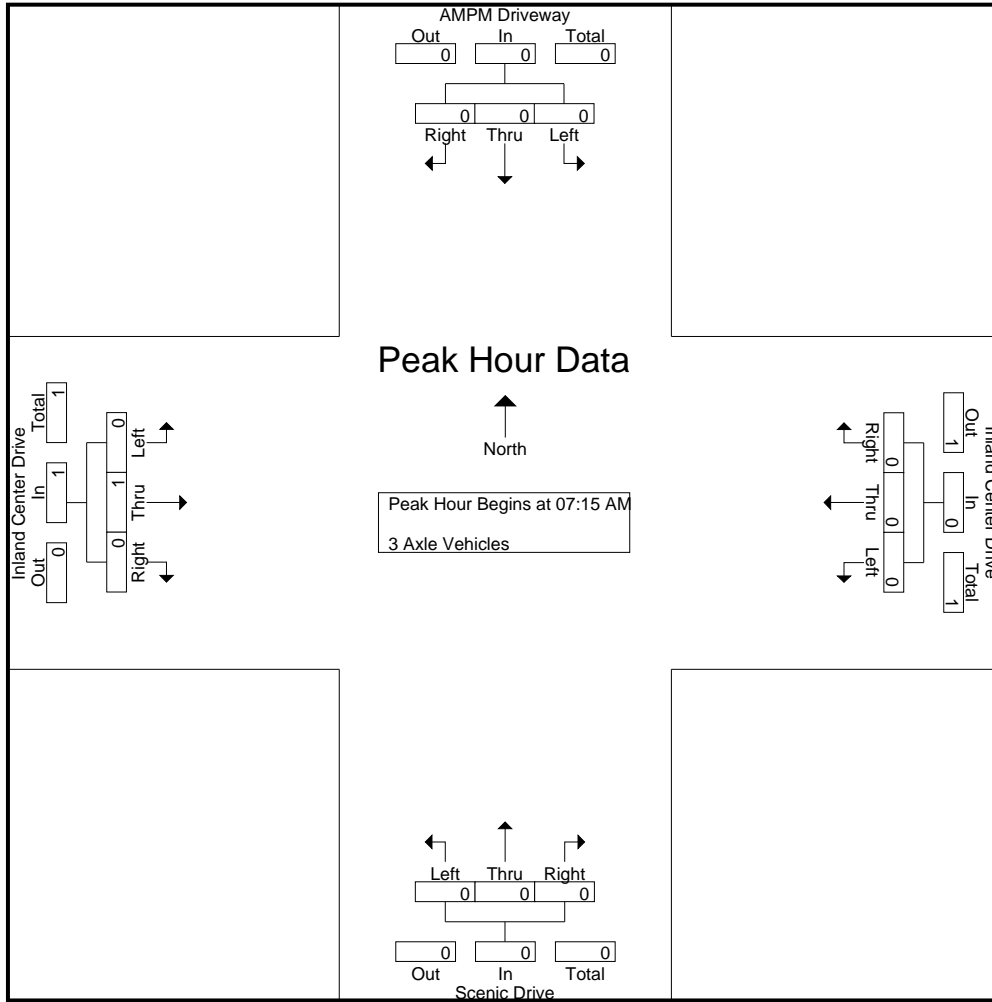 AMPM Driveway
Out In Total
0 0 0
0 0 0
Right Thru Left
Peak Hour Data
North
Peak Hour Begins at 07:15 AM
3 Axle Vehicles
Inland Center Drive
Total In Out
1 1 0
0 1 0
Left Thru Right
Right Thru Left
0 0 0
Out In Total
1 0 1
Inland Center Drive
Left Thru Right
0 0 0
0 0 0
Out In Total
Scenic Drive